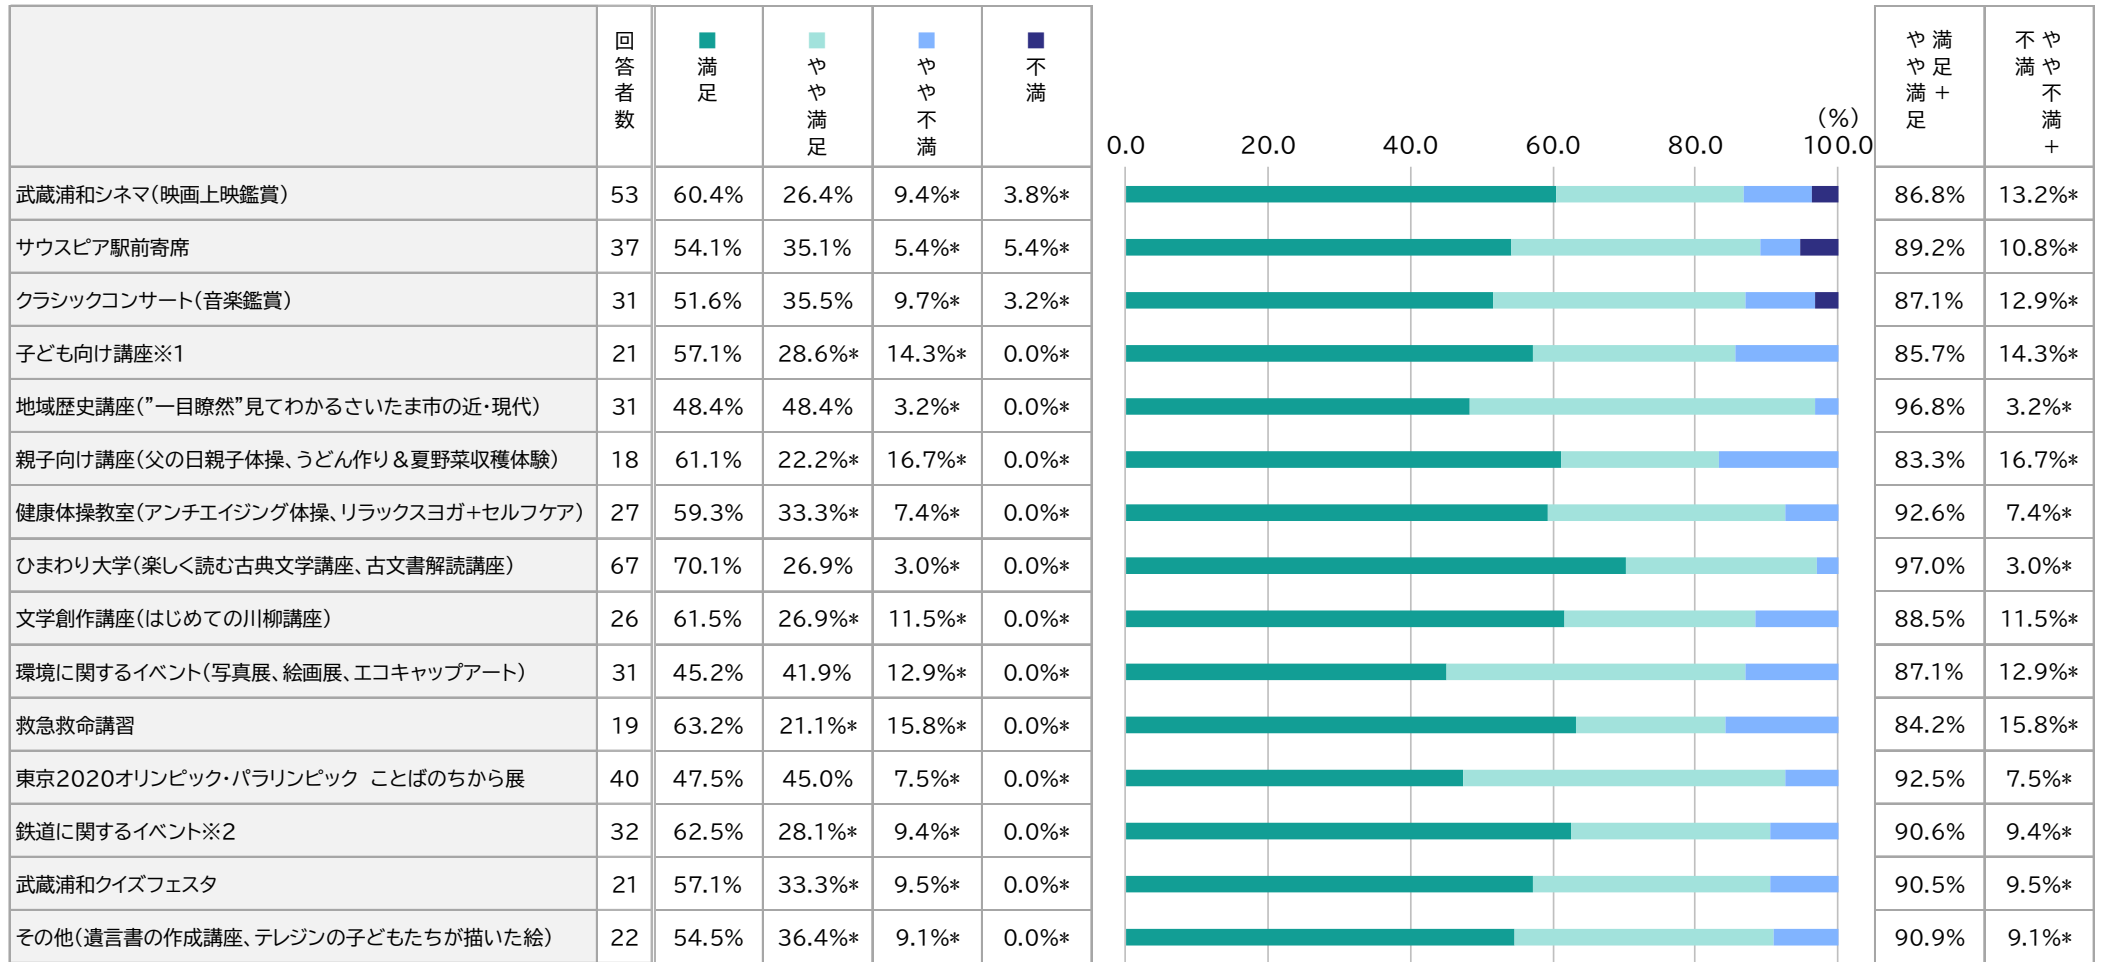 回答者数 満足 やや満足 やや不満 不満 満足＋やや満足 やや不満＋不満
(%)
0.0 20.0 40.0 60.0 80.0 100.0
武蔵浦和シネマ(映画上映鑑賞) 53 60.4% 26.4% 9.4%* 3.8%* 86.8% 13.2%*
サウスピア駅前寄席 37 54.1% 35.1% 5.4%* 5.4%* 89.2% 10.8%*
クラシックコンサート(音楽鑑賞) 31 51.6% 35.5% 9.7%* 3.2%* 87.1% 12.9%*
子ども向け講座※1 21 57.1% 28.6%* 14.3%* 0.0%* 85.7% 14.3%*
地域歴史講座(”一目瞭然”見てわかるさいたま市の近・現代) 31 48.4% 48.4% 3.2%* 0.0%* 96.8% 3.2%*
親子向け講座(父の日親子体操、うどん作り＆夏野菜収穫体験) 18 61.1% 22.2%* 16.7%* 0.0%* 83.3% 16.7%*
健康体操教室(アンチエイジング体操、リラックスヨガ+セルフケア) 27 59.3% 33.3%* 7.4%* 0.0%* 92.6% 7.4%*
ひまわり大学(楽しく読む古典文学講座、古文書解読講座) 67 70.1% 26.9% 3.0%* 0.0%* 97.0% 3.0%*
文学創作講座(はじめての川柳講座) 26 61.5% 26.9%* 11.5%* 0.0%* 88.5% 11.5%*
環境に関するイベント(写真展、絵画展、エコキャップアート) 31 45.2% 41.9% 12.9%* 0.0%* 87.1% 12.9%*
救急救命講習 19 63.2% 21.1%* 15.8%* 0.0%* 84.2% 15.8%*
東京2020オリンピック・パラリンピック　ことばのちから展 40 47.5% 45.0% 7.5%* 0.0%* 92.5% 7.5%*
鉄道に関するイベント※2 32 62.5% 28.1%* 9.4%* 0.0%* 90.6% 9.4%*
武蔵浦和クイズフェスタ 21 57.1% 33.3%* 9.5%* 0.0%* 90.5% 9.5%*
その他(遺言書の作成講座、テレジンの子どもたちが描いた絵) 22 54.5% 36.4%* 9.1%* 0.0%* 90.9% 9.1%*